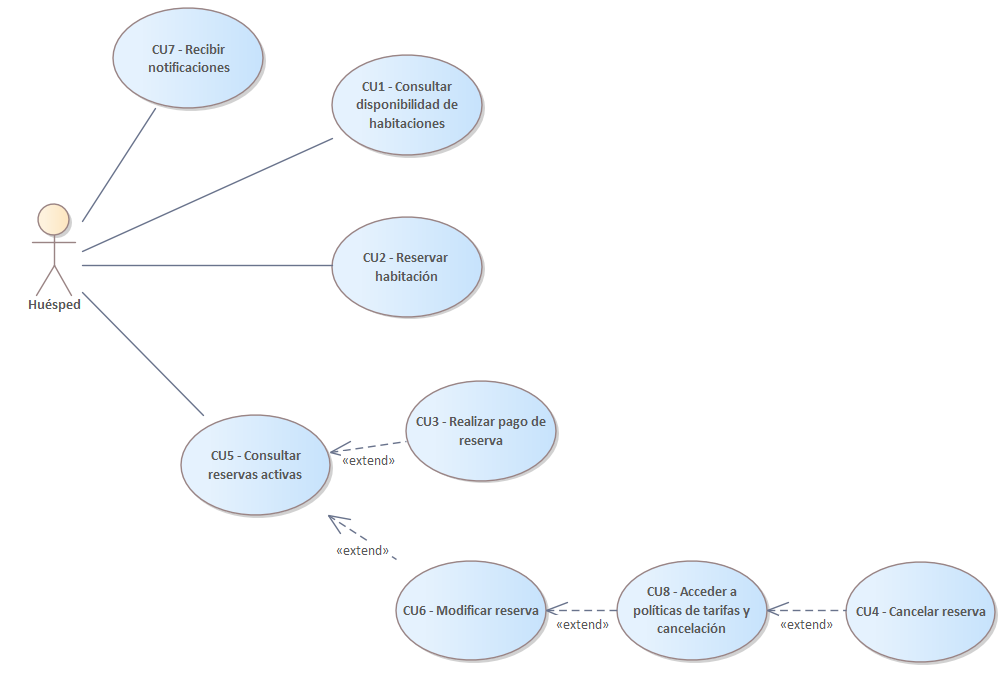 CU7 - Recibir
notificaciones
CU1 - Consultar
disponibilidad de
habitaciones
CU2 - Reservar
habitación
Huésped
CU3 - Realizar pago de
reserva
CU5 - Consultar
reservas activas
«extend»
«extend»
CU6 - Modificar reserva
«extend»
CU8 - Acceder a
políticas de tarifas y
cancelación
«extend»
CU4 - Cancelar reserva